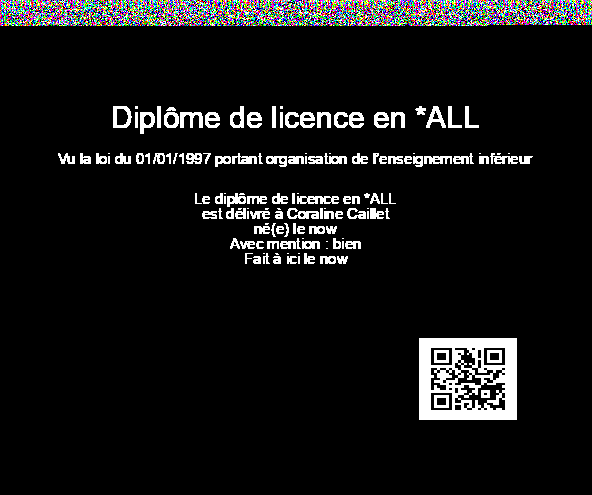 Diplôme de licence en *ALL
Vu la loi du 01/01/1997 portant organisation de l'enseignement inférieur
Le diplôme de licence en *ALL
est délivré à Coraline Caillet
né(e) le now
Avec mention : bien
Fait à ici le now